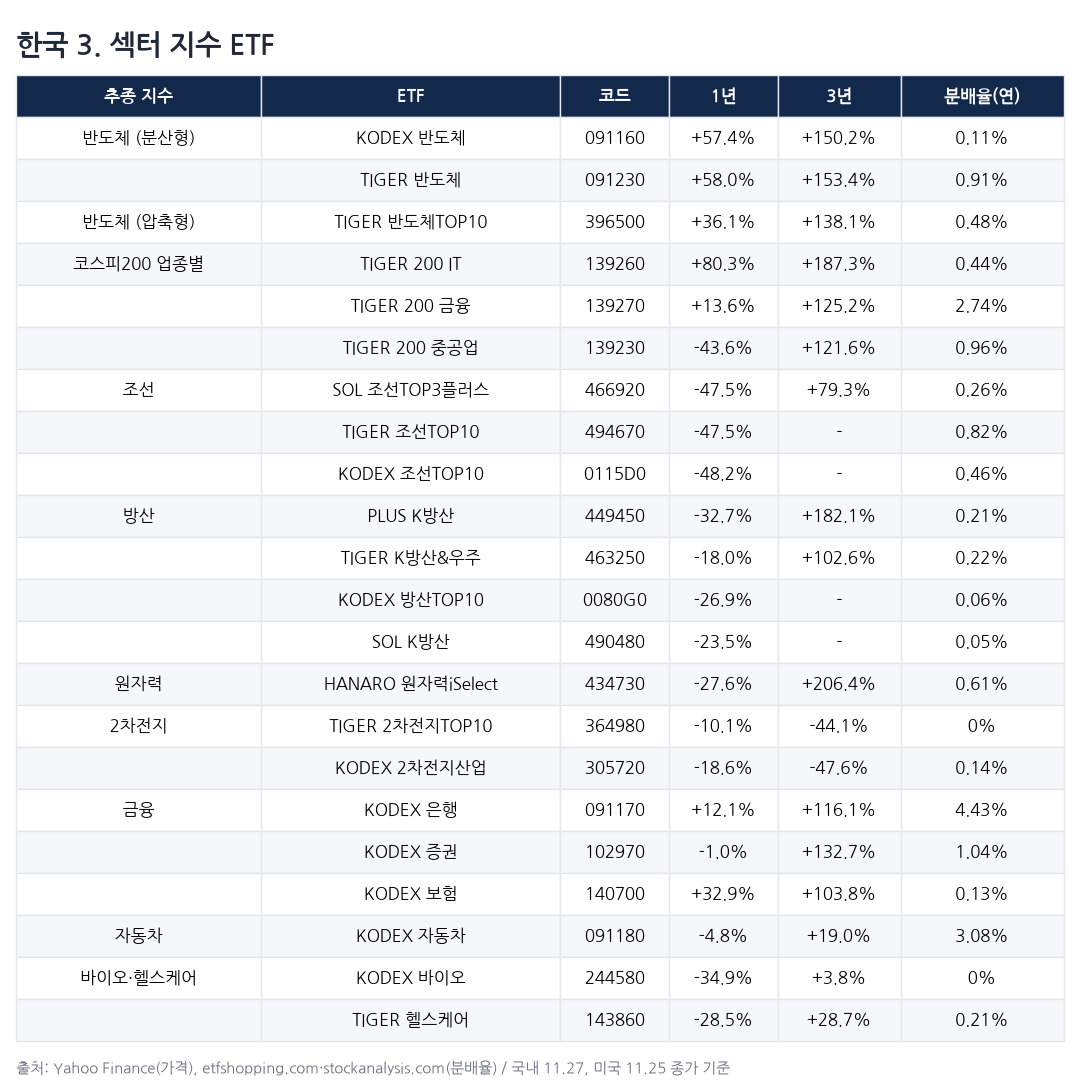 한국 3. 섹터 지수 ETF
추종 지수 ETF 코드 1년 3년 분배율(연)
반도체 (분산형) KODEX 반도체 091160 +57.4% +150.2% 0.11%
TIGER 반도체 091230 +58.0% +153.4% 0.91%
반도체 (압축형) TIGER 반도체TOP10 396500 +36.1% +138.1% 0.48%
코스피200 업종별 TIGER 200 IT 139260 +80.3% +187.3% 0.44%
TIGER 200 금융 139270 +13.6% +125.2% 2.74%
TIGER 200 중공업 139230 -43.6% +121.6% 0.96%
조선 SOL 조선TOP3플러스 466920 -47.5% +79.3% 0.26%
TIGER 조선TOP10 494670 -47.5% - 0.82%
KODEX 조선TOP10 0115D0 -48.2% - 0.46%
방산 PLUS K방산 449450 -32.7% +182.1% 0.21%
TIGER K방산&우주 463250 -18.0% +102.6% 0.22%
KODEX 방산TOP10 0080G0 -26.9% - 0.06%
SOL K방산 490480 -23.5% - 0.05%
원자력 HANARO 원자력iSelect 434730 -27.6% +206.4% 0.61%
2차전지 TIGER 2차전지TOP10 364980 -10.1% -44.1% 0%
KODEX 2차전지산업 305720 -18.6% -47.6% 0.14%
금융 KODEX 은행 091170 +12.1% +116.1% 4.43%
KODEX 증권 102970 -1.0% +132.7% 1.04%
KODEX 보험 140700 +32.9% +103.8% 0.13%
자동차 KODEX 자동차 091180 -4.8% +19.0% 3.08%
바이오·헬스케어 KODEX 바이오 244580 -34.9% +3.8% 0%
TIGER 헬스케어 143860 -28.5% +28.7% 0.21%
출처: Yahoo Finance(가격), etfshopping.com·stockanalysis.com(분배율) / 국내 11.27, 미국 11.25 종가 기준